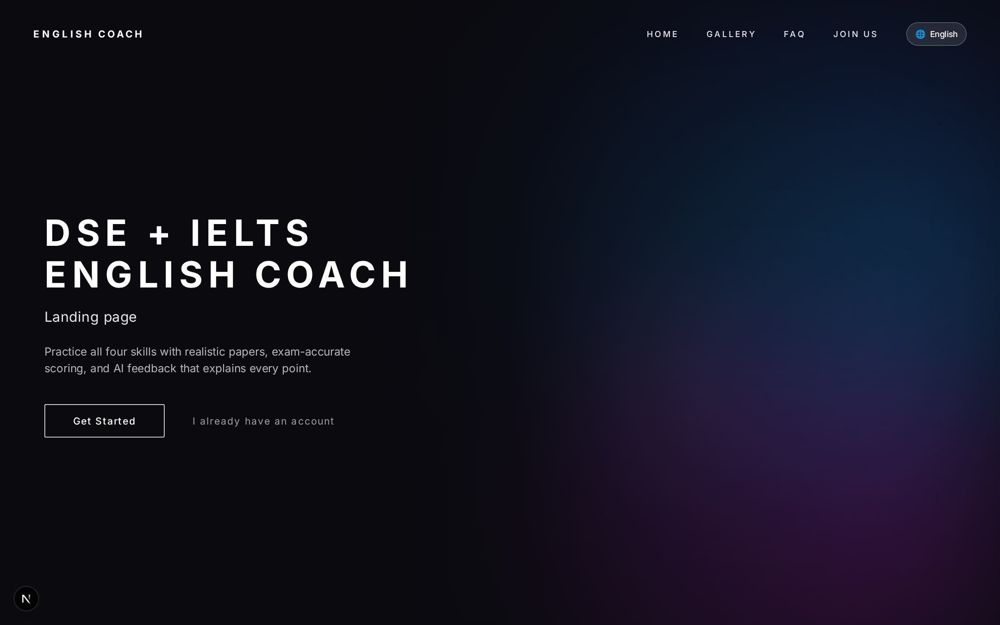 ENGLISH COACH
HOME
GALLERY
FAQ
JOIN US
English
DSE + IELTS
ENGLISH COACH
Landing page
Practice all four skills with realistic papers, exam-accurate
scoring, and AI feedback that explains every point.
Get Started
I already have an account
N